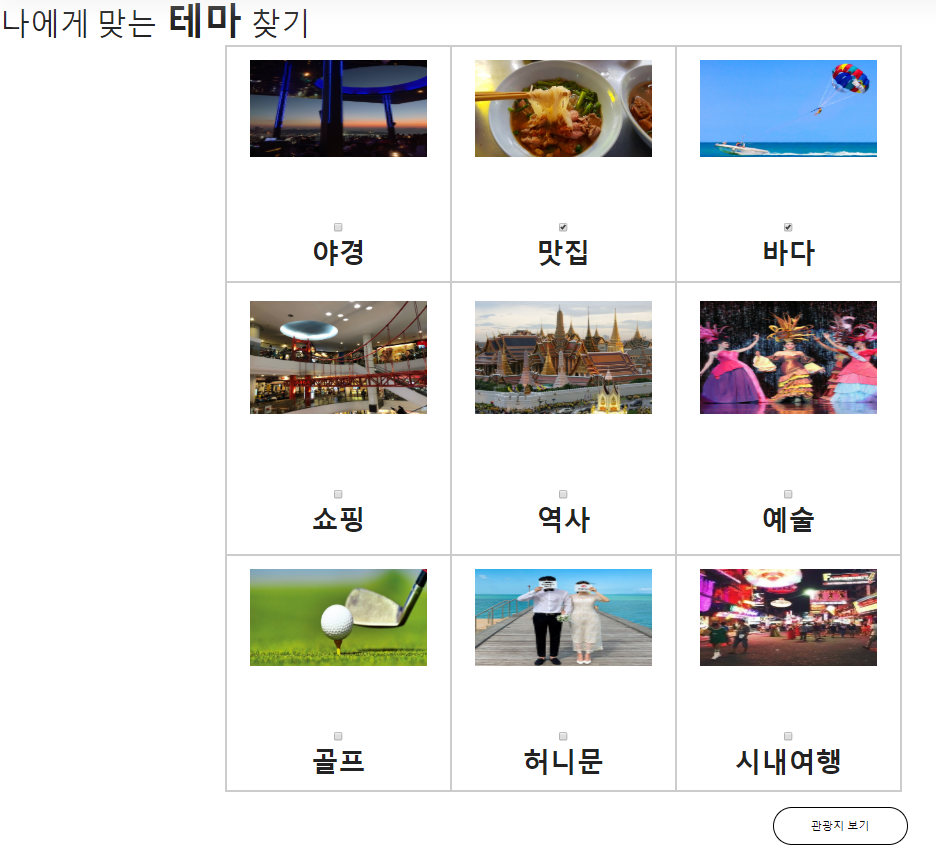 나에게 맞는 테마 찾기
야경
맛집
바다
쇼핑
역사
예술
골프
허니문
시내여행
관광지 보기